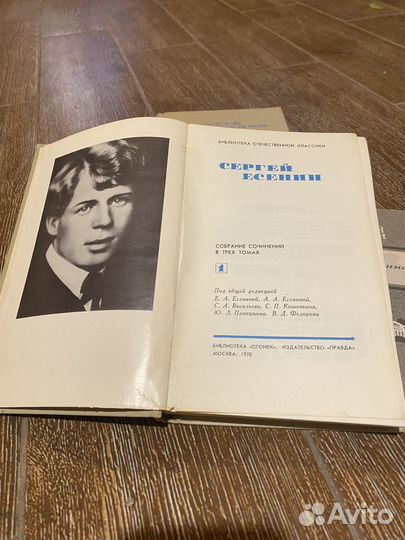 БИБЛИОТЕКА ОТЕЧЕСТВЕННОЙ КЛАССИКИ
СЕРГЕЙ
ЕСЕНИН
СОБРАНИЕ СОЧИНЕНИЙ
В ТРЕХ ТОМАХ
1
Под общей редакцией
Е. А. Есениной, А. А. Есениной,
С. А. Васильева, С. П. Кошечкина,
Ю. Л. Прокушева, В. Д. Федорова
БИБЛИОТЕКА «ОГОНЕК» · ИЗДАТЕЛЬСТВО «ПРАВДА»
МОСКВА. 1970
Avito